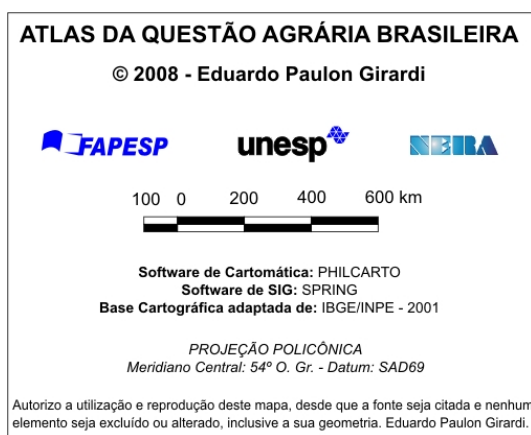 ATLAS DA QUESTÃO AGRÁRIA BRASILEIRA
© 2008 - Eduardo Paulon Girardi
FAPESP unesp NERA
100 0 200 400 600 km
Software de Cartomática: PHILCARTO
Software de SIG: SPRING
Base Cartográfica adaptada de: IBGE/INPE - 2001
PROJEÇÃO POLICÔNICA
Meridiano Central: 54º O. Gr. - Datum: SAD69
Autorizo a utilização e reprodução deste mapa, desde que a fonte seja citada e nenhum
elemento seja excluído ou alterado, inclusive a sua geometria. Eduardo Paulon Girardi.